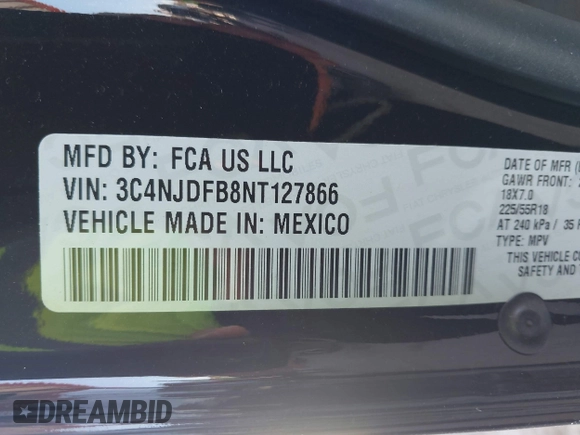 MFD BY: FCA US LLC
VIN: 3C4NJDFB8NT127866
VEHICLE MADE IN: MEXICO
DATE OF MFR
GAWR FRONT:
18X7.0
225/55R18
AT 240 kPa / 35
TYPE: MPV
THIS VEHICLE
SAFETY AND
DREAMBID